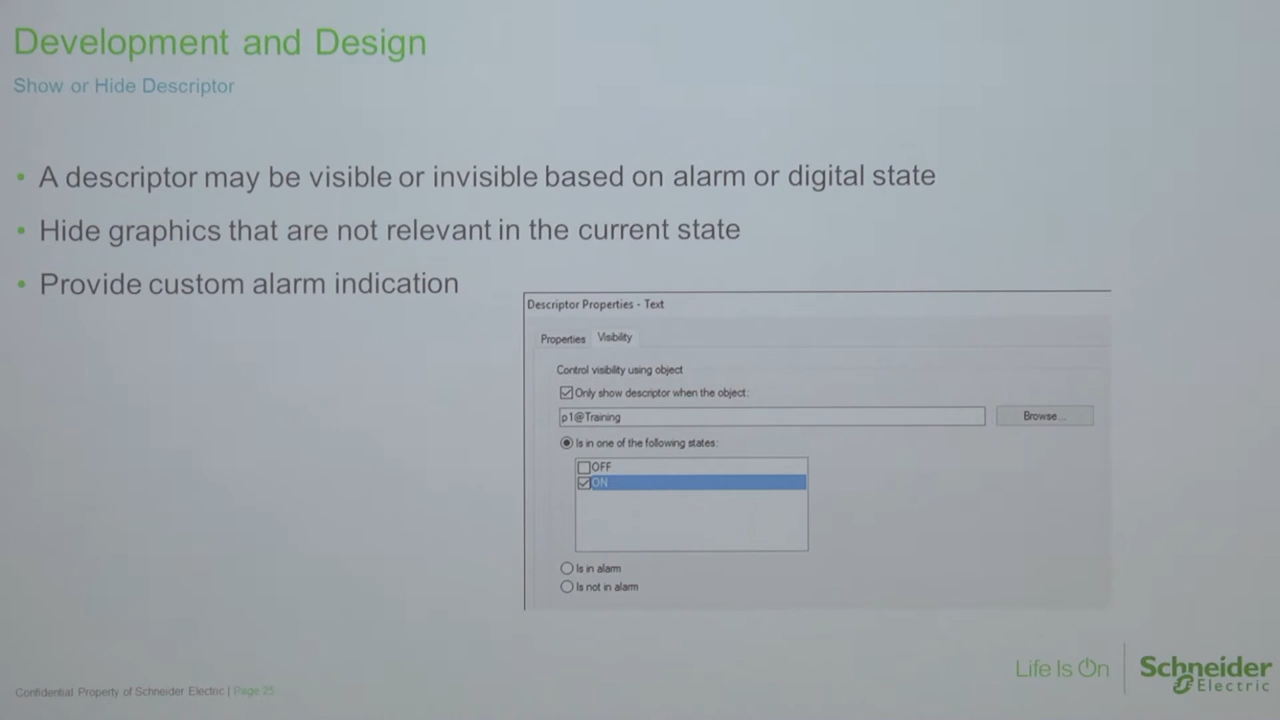 Development and Design
Show or Hide Descriptor
• A descriptor may be visible or invisible based on alarm or digital state
• Hide graphics that are not relevant in the current state
• Provide custom alarm indication
Descriptor Properties - Text
Properties Visibility
Control visibility using object
Only show descriptor when the object:
p1@Training
Browse...
Is in one of the following states:
OFF
ON
Is in alarm
Is not in alarm
Life Is On
Schneider
Electric
Confidential Property of Schneider Electric | Page 25